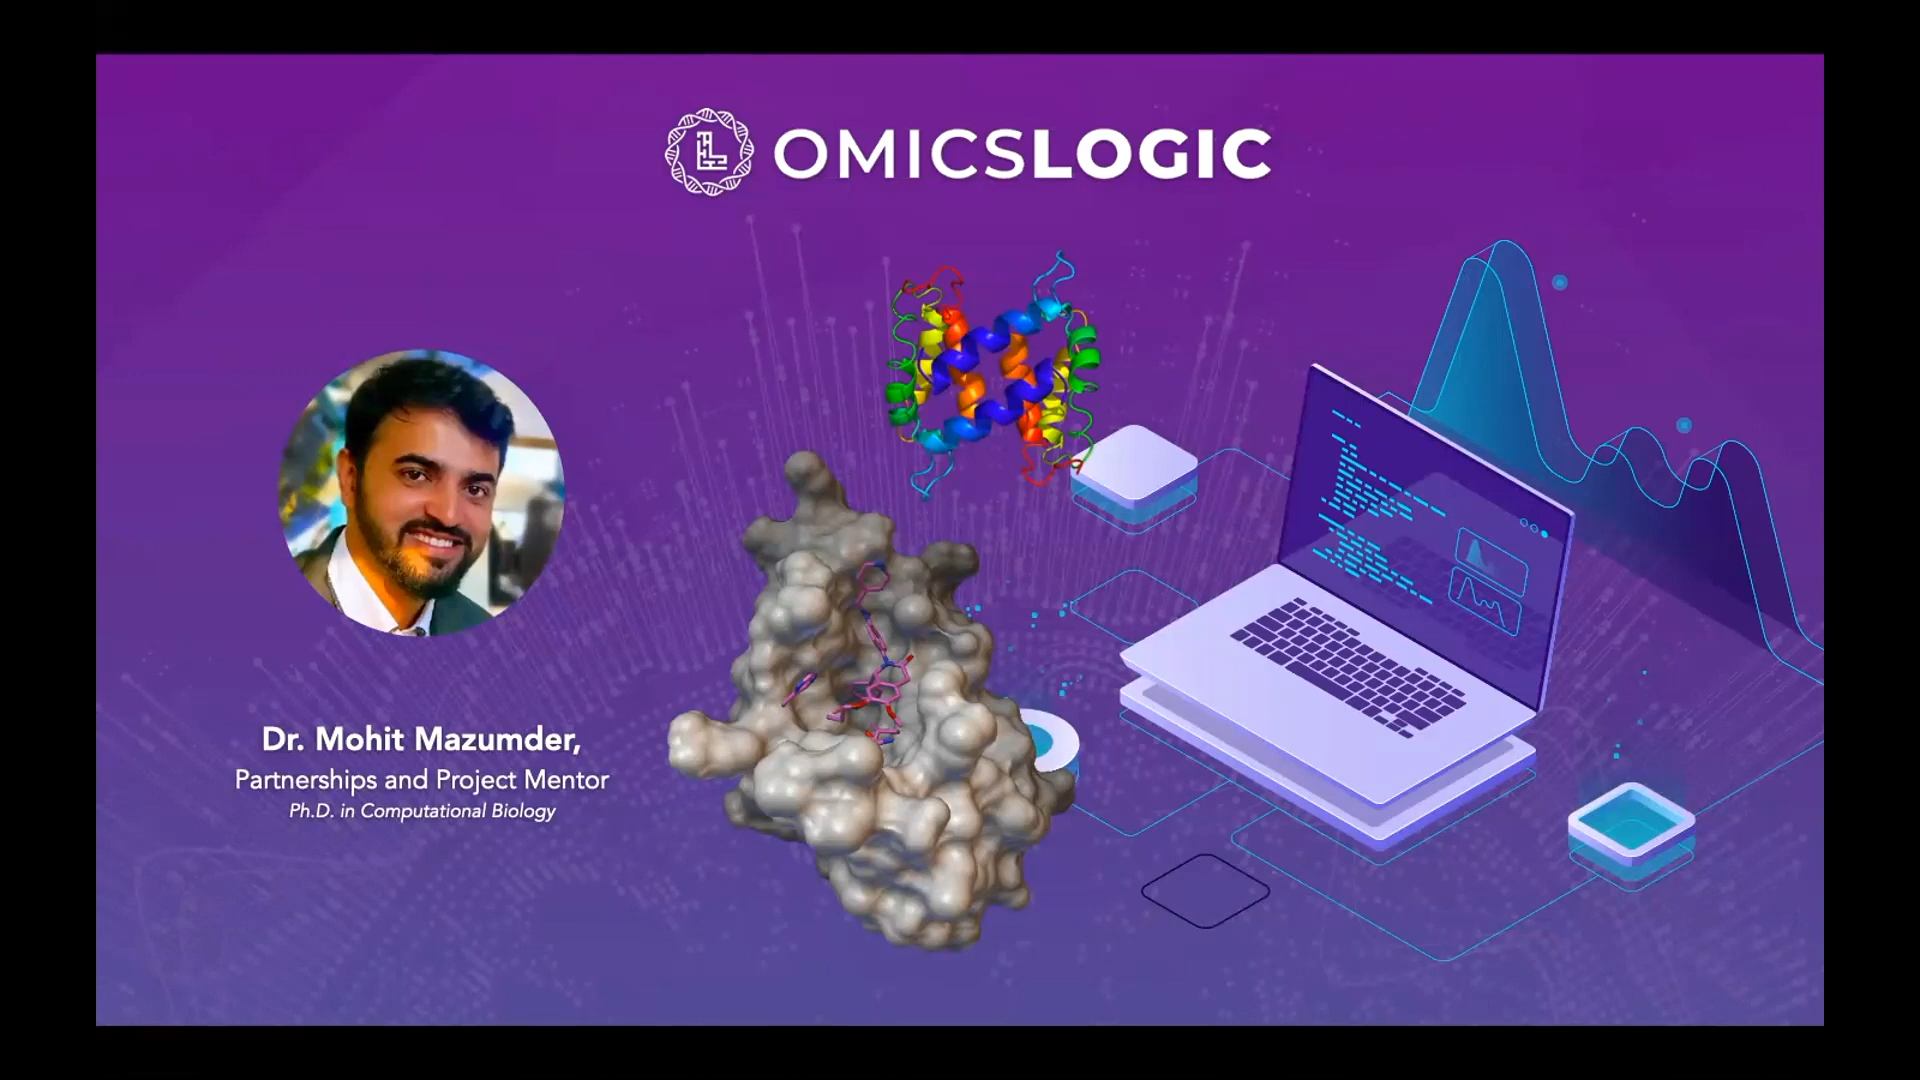 OMICSLOGIC
Dr. Mohit Mazumder,
Partnerships and Project Mentor
Ph.D. in Computational Biology